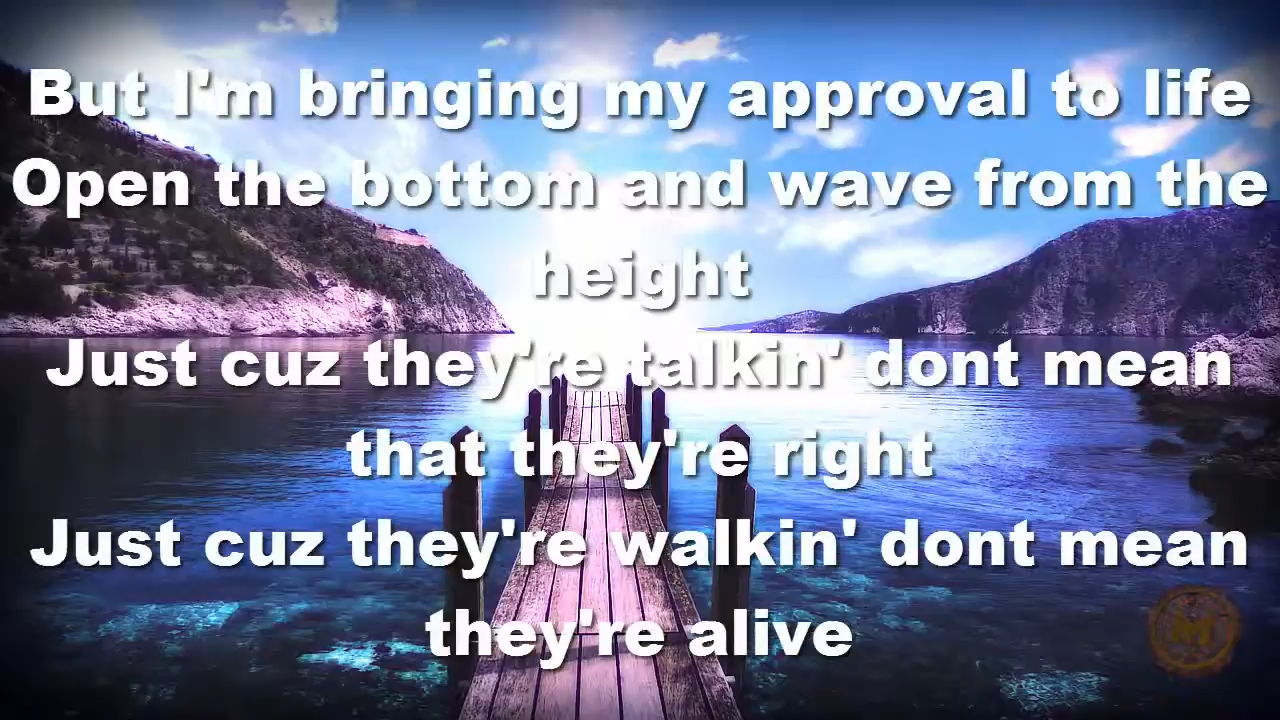 But I'm bringing my approval to life
Open the bottom and wave from the
height
Just cuz they're talkin' dont mean
that they're right
Just cuz they're walkin' dont mean
they're alive
M